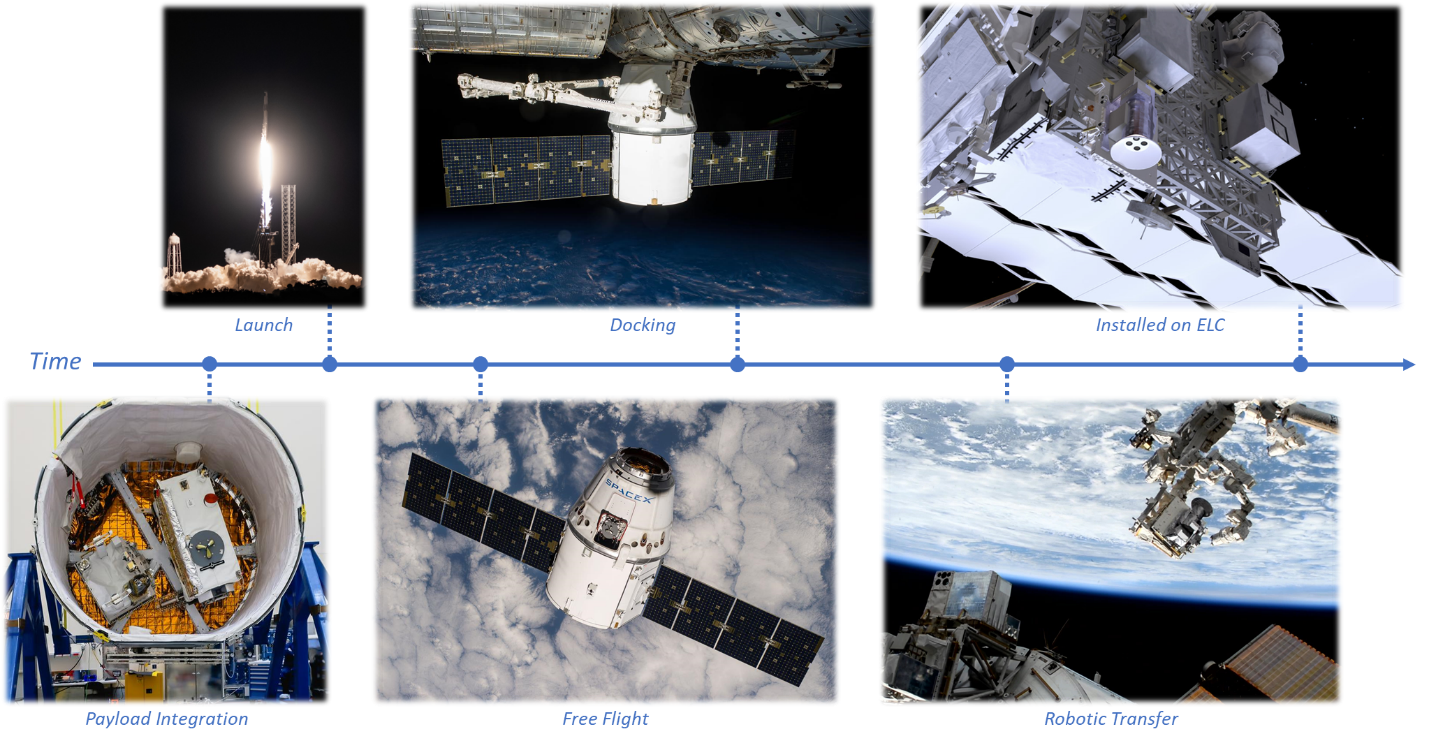 Launch
Docking
Installed on ELC
Time
SPACEX
Payload Integration
Free Flight
Robotic Transfer